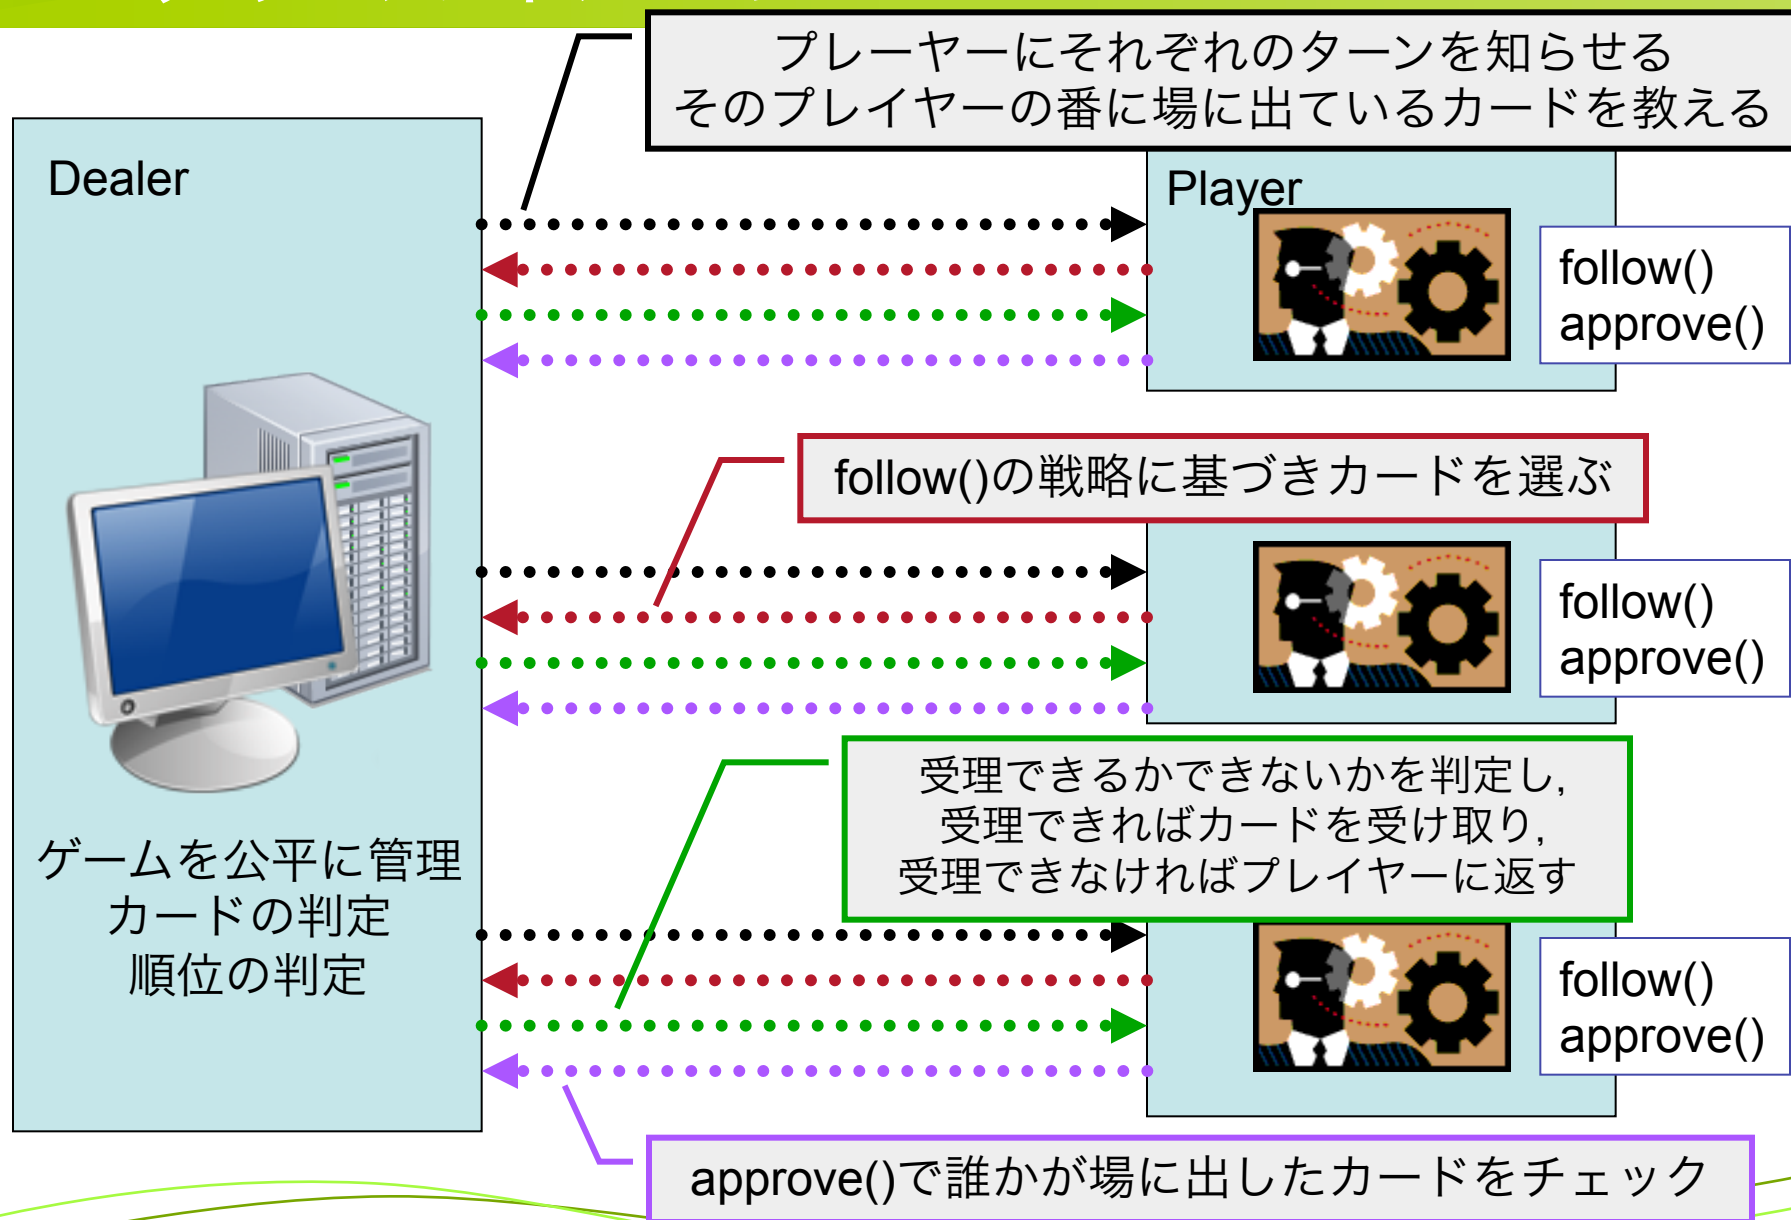 プレーヤーにそれぞれのターンを知らせる
そのプレイヤーの番に場に出ているカードを教える
Dealer
Player
follow()
approve()
follow()の戦略に基づきカードを選ぶ
follow()
approve()
受理できるかできないかを判定し,
受理できればカードを受け取り,
受理できなければプレイヤーに返す
ゲームを公平に管理
カードの判定
順位の判定
follow()
approve()
approve()で誰かが場に出したカードをチェック